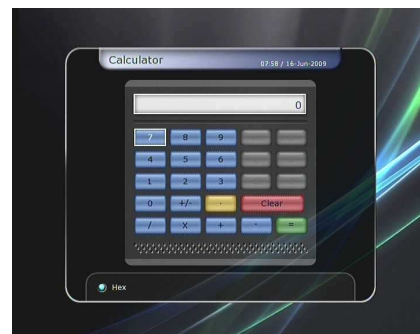 Calculator
07:58 / 16-Jun-2009
0
7 8 9
4 5 6
1 2 3
0 +/- . Clear
/ X + - =
Hex